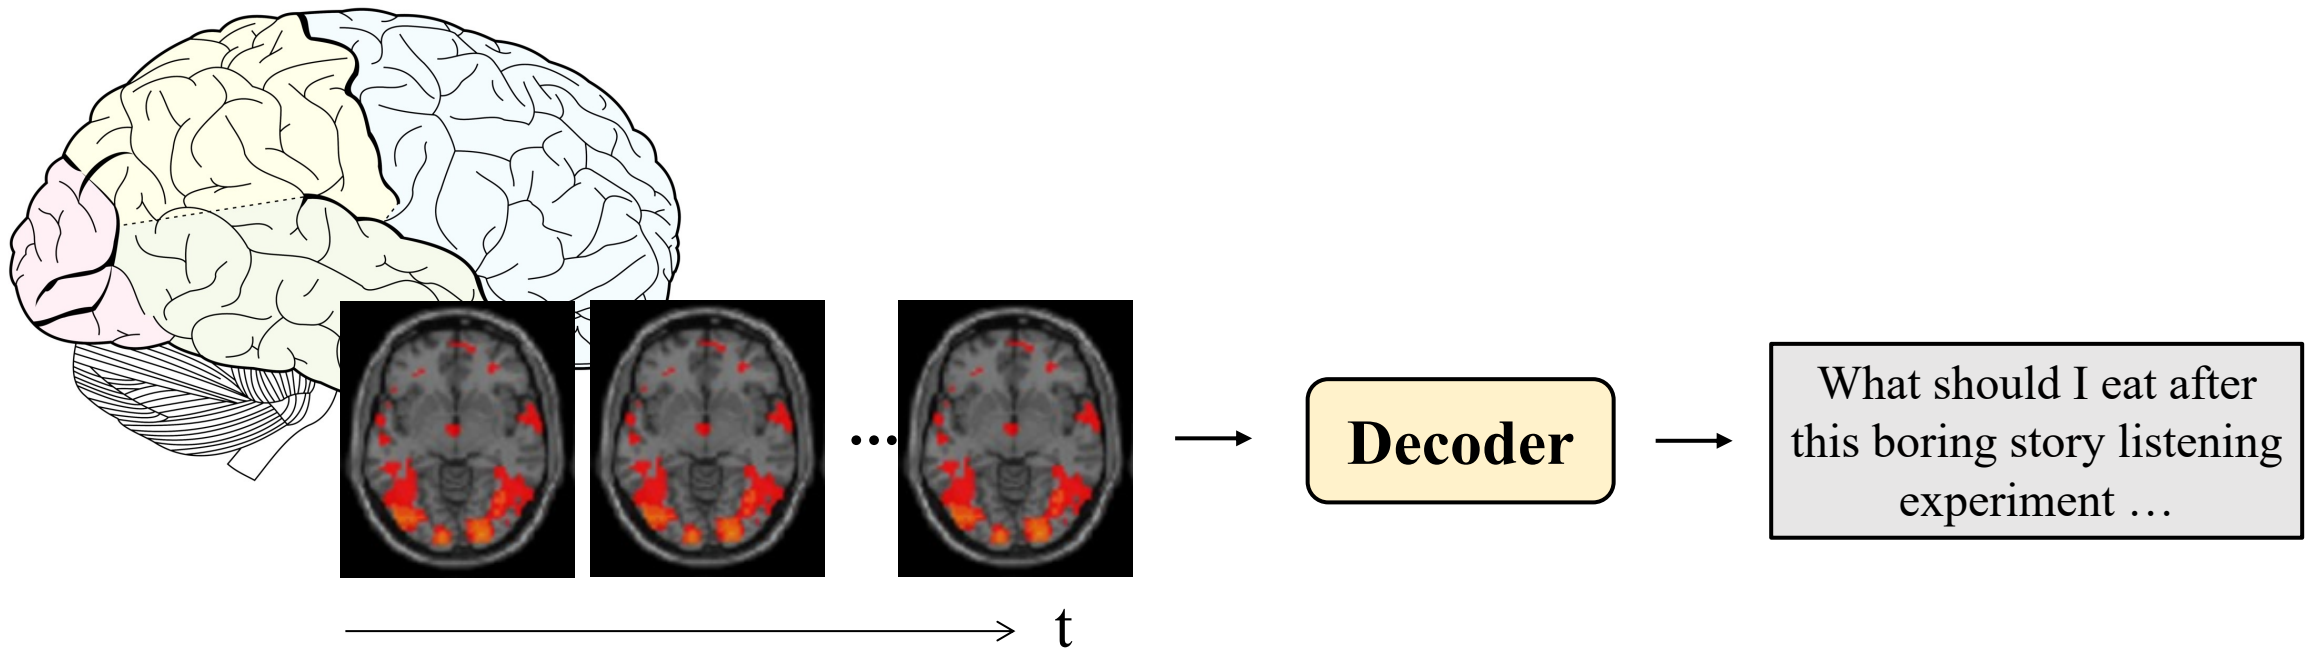 ...
t
Decoder
What should I eat after
this boring story listening
experiment …